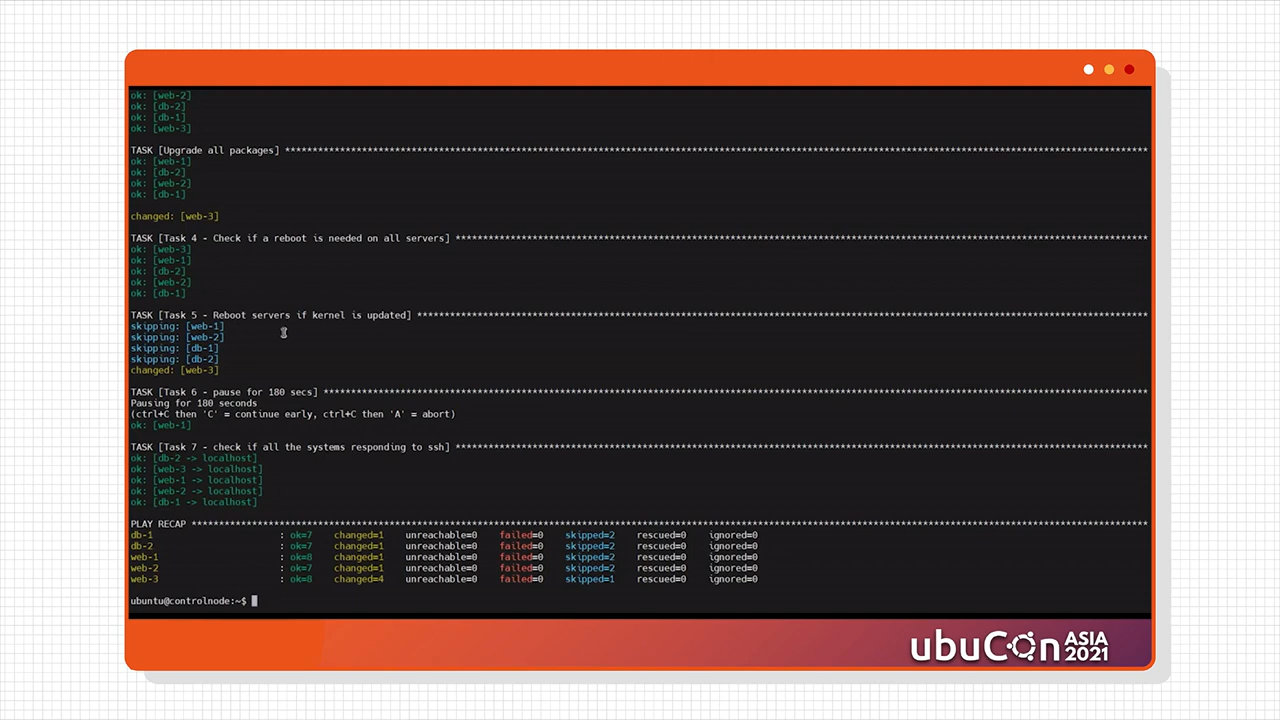 ok: [web-2]
ok: [db-2]
ok: [db-1]
ok: [web-3]
TASK [Upgrade all packages] ****************************************************************************************************************************************************************
ok: [web-1]
ok: [db-2]
ok: [web-2]
ok: [db-1]
changed: [web-3]
TASK [Task 4 - Check if a reboot is needed on all servers] ******************************************************************************************************************************
ok: [web-3]
ok: [web-1]
ok: [db-2]
ok: [web-2]
ok: [db-1]
TASK [Task 5 - Reboot servers if kernel is updated] *************************************************************************************************************************************
skipping: [web-1]
skipping: [web-2]
skipping: [db-1]
skipping: [db-2]
changed: [web-3]
TASK [Task 6 - pause for 180 secs] ******************************************************************************************************************************************************
Pausing for 180 seconds
(ctrl+C then 'C' = continue early, ctrl+C then 'A' = abort)
ok: [web-1]
TASK [Task 7 - check if all the systems responding to ssh] ******************************************************************************************************************************
ok: [db-2 -> localhost]
ok: [web-3 -> localhost]
ok: [web-1 -> localhost]
ok: [web-2 -> localhost]
ok: [db-1 -> localhost]
PLAY RECAP ******************************************************************************************************************************************************************************
db-1 : ok=7 changed=1 unreachable=0 failed=0 skipped=2 rescued=0 ignored=0
db-2 : ok=7 changed=1 unreachable=0 failed=0 skipped=2 rescued=0 ignored=0
web-1 : ok=8 changed=1 unreachable=0 failed=0 skipped=2 rescued=0 ignored=0
web-2 : ok=7 changed=1 unreachable=0 failed=0 skipped=2 rescued=0 ignored=0
web-3 : ok=8 changed=4 unreachable=0 failed=0 skipped=1 rescued=0 ignored=0
ubuntu@controlnode:~$
ubuCon ASIA 2021